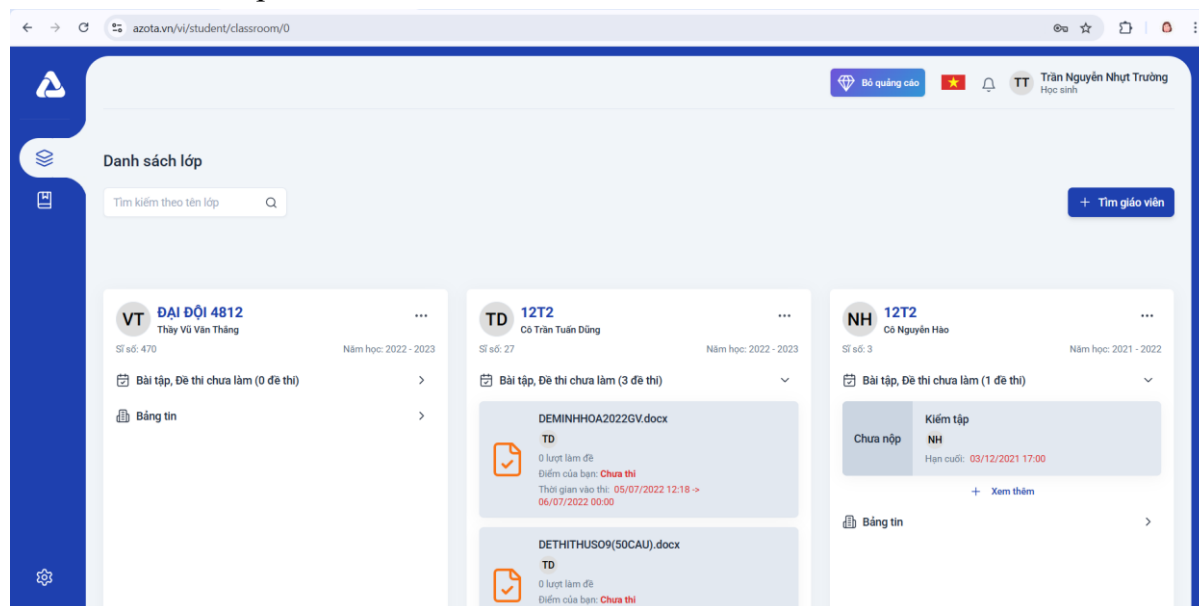 azota.vn/vi/student/classroom/0
Bỏ quảng cáo
TT
Trần Nguyễn Nhựt Trường
Học sinh
Danh sách lớp
Tìm kiếm theo tên lớp
+ Tìm giáo viên
VT
ĐẠI ĐỘI 4812
Thầy Vũ Văn Thăng
Sĩ số: 470
Năm học: 2022 - 2023
Bài tập, Đề thi chưa làm (0 đề thi)
Bảng tin
TD
12T2
Cô Trần Tuấn Dũng
Sĩ số: 27
Năm học: 2022 - 2023
Bài tập, Đề thi chưa làm (3 đề thi)
DEMINHHOA2022GV.docx
TD
0 lượt làm đề
Điểm của bạn: Chưa thi
Thời gian vào thi: 05/07/2022 12:18 ->
06/07/2022 00:00
DETHITHUSO9(50CAU).docx
TD
0 lượt làm đề
Điểm của bạn: Chưa thi
NH
12T2
Cô Nguyên Hào
Sĩ số: 3
Năm học: 2021 - 2022
Bài tập, Đề thi chưa làm (1 đề thi)
Chưa nộp
Kiểm tập
NH
Hạn cuối: 03/12/2021 17:00
+ Xem thêm
Bảng tin